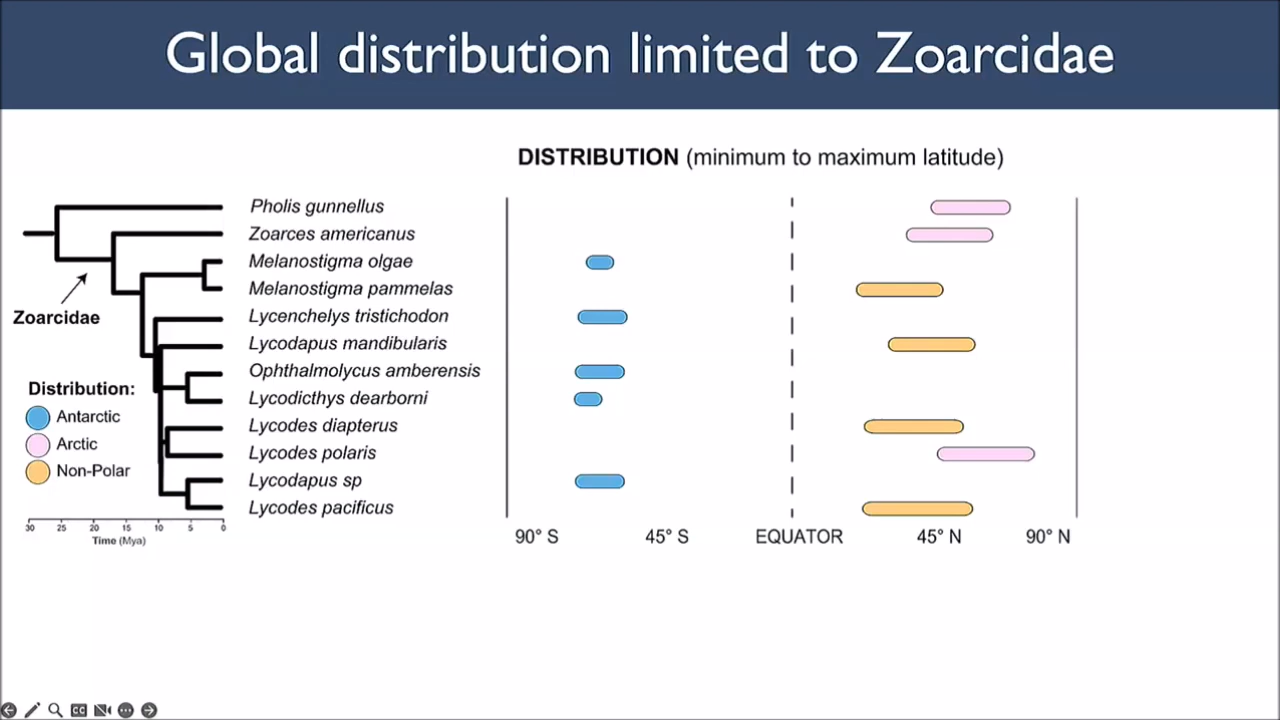 Global distribution limited to Zoarcidae
DISTRIBUTION (minimum to maximum latitude)
Pholis gunnellus
Zoarces americanus
Melanostigma olgae
Melanostigma pammelas
Lycenchelys tristichodon
Lycodapus mandibularis
Ophthalmolycus amberensis
Lycodicthys dearborni
Lycodes diapterus
Lycodes polaris
Lycodapus sp
Lycodes pacificus
Zoarcidae
Distribution:
Antarctic
Arctic
Non-Polar
30 25 20 15 10 5 0
Time (Mya)
90° S 45° S EQUATOR 45° N 90° N
CC